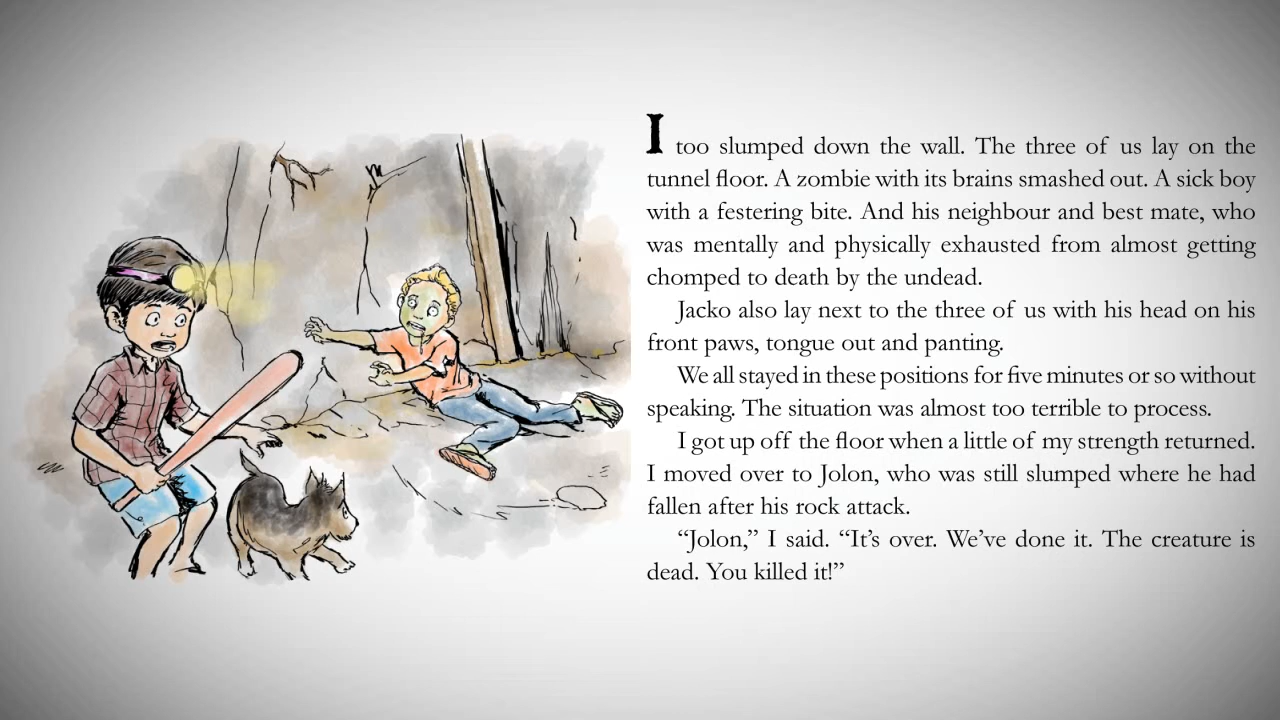 I too slumped down the wall. The three of us lay on the
tunnel floor. A zombie with its brains smashed out. A sick boy
with a festering bite. And his neighbour and best mate, who
was mentally and physically exhausted from almost getting
chomped to death by the undead.
Jacko also lay next to the three of us with his head on his
front paws, tongue out and panting.
We all stayed in these positions for five minutes or so without
speaking. The situation was almost too terrible to process.
I got up off the floor when a little of my strength returned.
I moved over to Jolon, who was still slumped where he had
fallen after his rock attack.
“Jolon,” I said. “It’s over. We’ve done it. The creature is
dead. You killed it!”